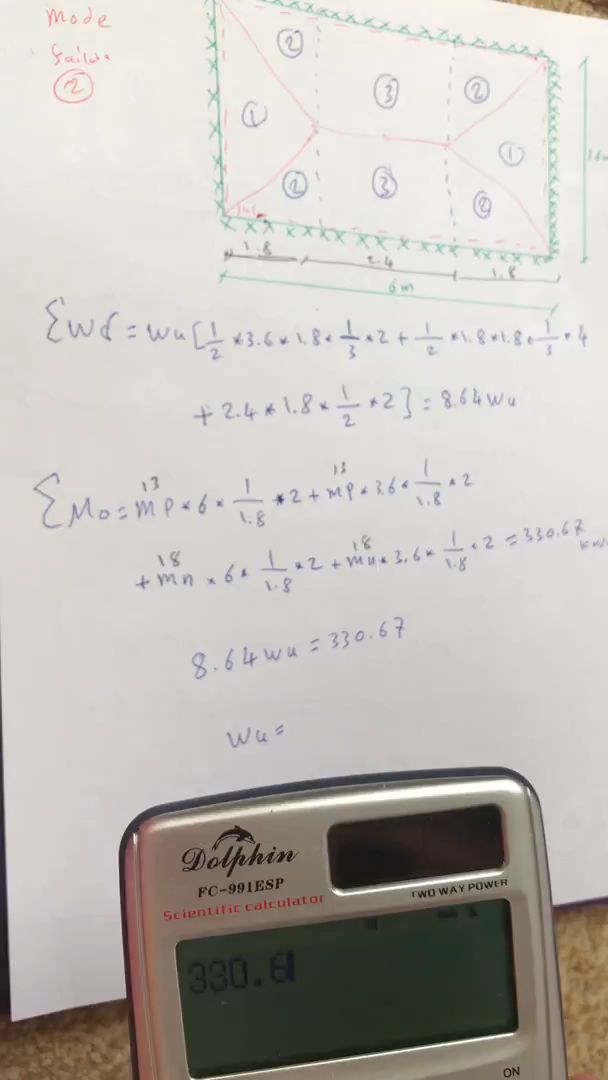 Mode
failure
2
2
3
2
1
1
2
3
2
45°
3.6m
1.8
2.4
1.8
6m
ΣWδ = Wu[1/2 * 3.6 * 1.8 * 1/3 * 2 + 1/2 * 1.8 * 1.8 * 1/3 * 4
+ 2.4 * 1.8 * 1/2 * 2] = 8.64 Wu
13 13
ΣMθ = mp * 6 * 1/1.8 * 2 + mp * 3.6 * 1/1.8 * 2
18 18
+ mn * 6 * 1/1.8 * 2 + mn * 3.6 * 1/1.8 * 2 = 330.67
8.64 Wu = 330.67
Wu =
Dolphin
FC-991ESP
TWO WAY POWER
Scientific calculator
330.6
ON